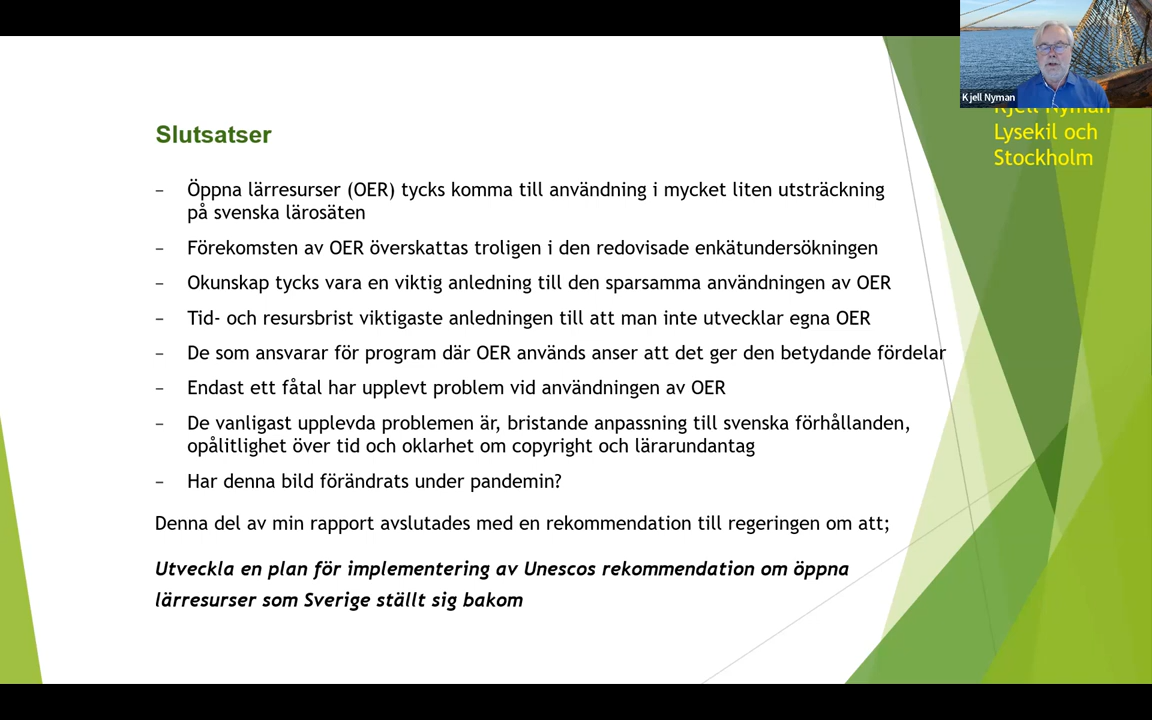 Kjell Nyman
Kjell Nyman
Lysekil och
Stockholm
Slutsatser
– Öppna lärresurser (OER) tycks komma till användning i mycket liten utsträckning
på svenska lärosäten
– Förekomsten av OER överskattas troligen i den redovisade enkätundersökningen
– Okunskap tycks vara en viktig anledning till den sparsamma användningen av OER
– Tid- och resursbrist viktigaste anledningen till att man inte utvecklar egna OER
– De som ansvarar för program där OER används anser att det ger den betydande fördelar
– Endast ett fåtal har upplevt problem vid användningen av OER
– De vanligast upplevda problemen är, bristande anpassning till svenska förhållanden,
opålitlighet över tid och oklarhet om copyright och lärarundantag
– Har denna bild förändrats under pandemin?
Denna del av min rapport avslutades med en rekommendation till regeringen om att;
Utveckla en plan för implementering av Unescos rekommendation om öppna
lärresurser som Sverige ställt sig bakom